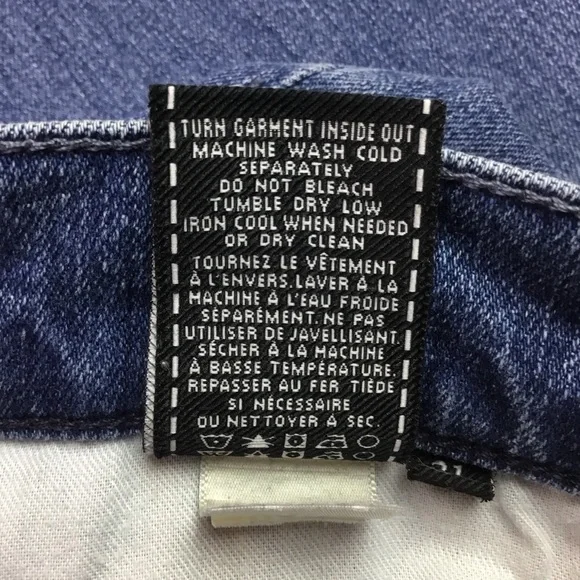 TURN GARMENT INSIDE OUT
MACHINE WASH COLD
SEPARATELY
DO NOT BLEACH
TUMBLE DRY LOW
IRON COOL WHEN NEEDED
OR DRY CLEAN
TOURNEZ LE VÊTEMENT
À L'ENVERS.LAVER À LA
MACHINE À L'EAU FROIDE
SÉPARÉMENT.NE PAS
UTILISER DE JAVELLISANT.
SÉCHER À LA MACHINE
À BASSE TEMPÉRATURE.
REPASSER AU FER TIÈDE
SI NÉCESSAIRE
OU NETTOYER À SEC.